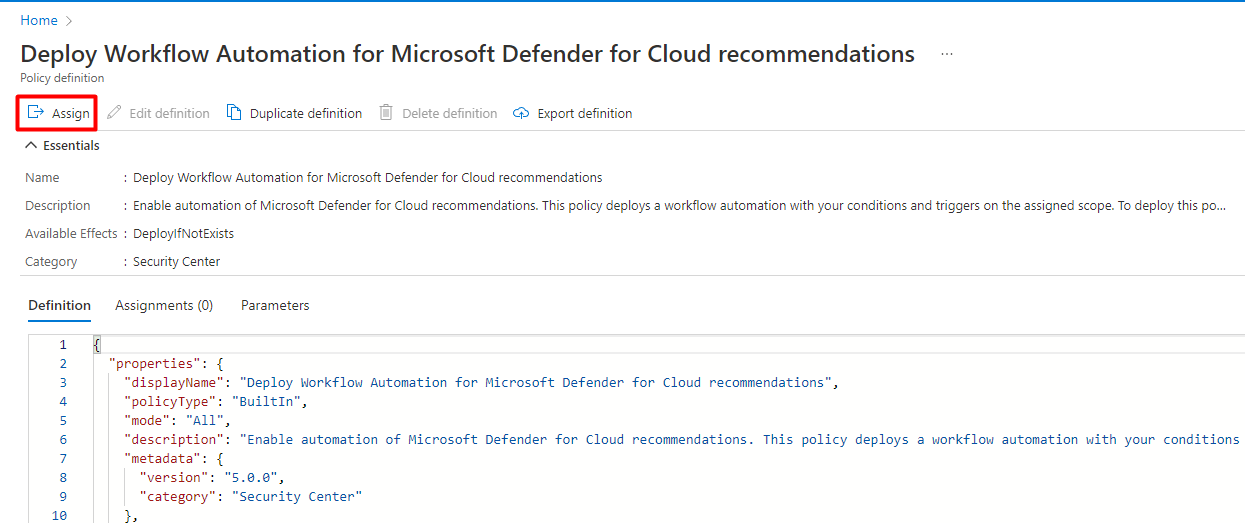 Home >
Deploy Workflow Automation for Microsoft Defender for Cloud recommendations ...
Policy definition
Assign Edit definition Duplicate definition Delete definition Export definition
Essentials
Name : Deploy Workflow Automation for Microsoft Defender for Cloud recommendations
Description : Enable automation of Microsoft Defender for Cloud recommendations. This policy deploys a workflow automation with your conditions and triggers on the assigned scope. To deploy this po...
Available Effects : DeployIfNotExists
Category : Security Center
Definition Assignments (0) Parameters
1 {
2 "properties": {
3 "displayName": "Deploy Workflow Automation for Microsoft Defender for Cloud recommendations",
4 "policyType": "BuiltIn",
5 "mode": "All",
6 "description": "Enable automation of Microsoft Defender for Cloud recommendations. This policy deploys a workflow automation with your conditions
7 "metadata": {
8 "version": "5.0.0",
9 "category": "Security Center"
10 },